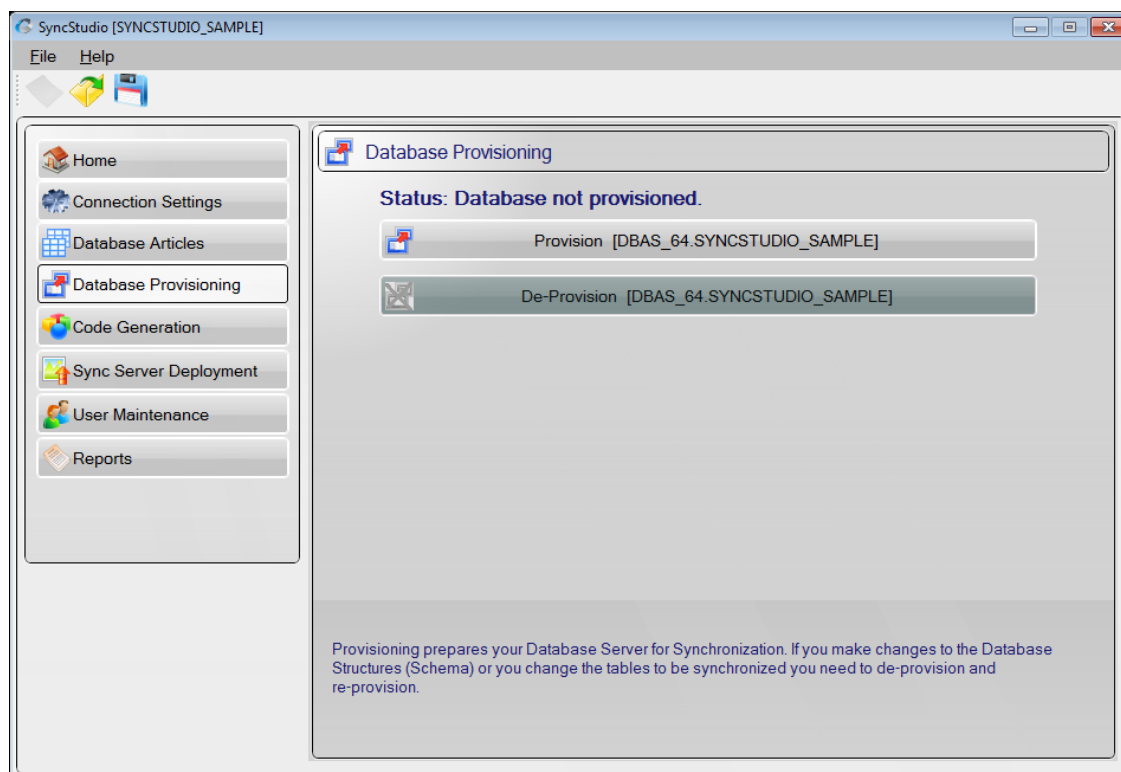 SyncStudio [SYNCSTUDIO_SAMPLE]
File Help
Home
Connection Settings
Database Articles
Database Provisioning
Code Generation
Sync Server Deployment
User Maintenance
Reports
Database Provisioning
Status: Database not provisioned.
Provision [DBAS_64.SYNCSTUDIO_SAMPLE]
De-Provision [DBAS_64.SYNCSTUDIO_SAMPLE]
Provisioning prepares your Database Server for Synchronization. If you make changes to the Database
Structures (Schema) or you change the tables to be synchronized you need to de-provision and
re-provision.